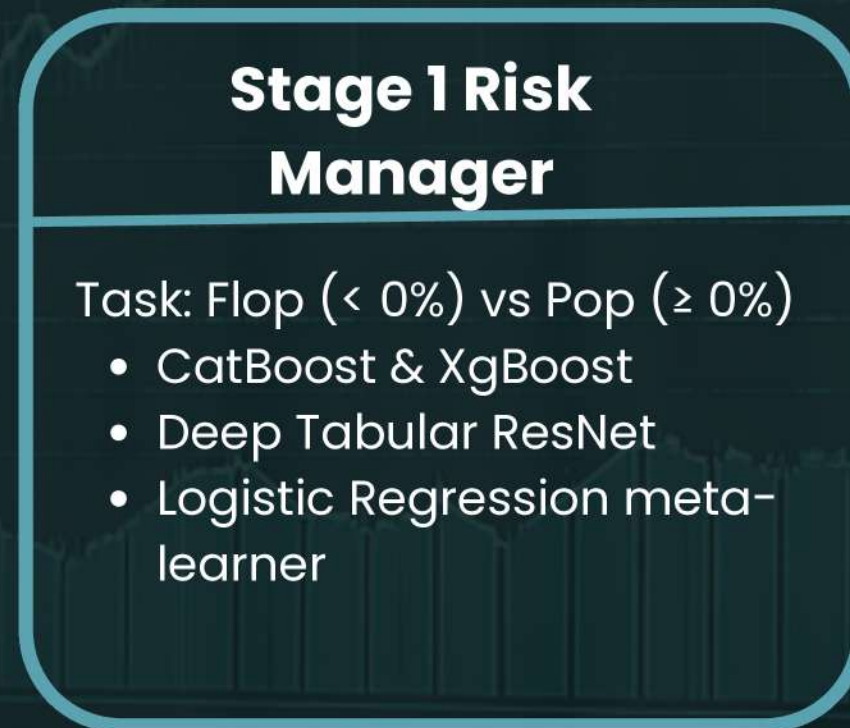 Stage 1 Risk
Manager
Task: Flop (< 0%) vs Pop (≥ 0%)
• CatBoost & XgBoost
• Deep Tabular ResNet
• Logistic Regression meta-
learner